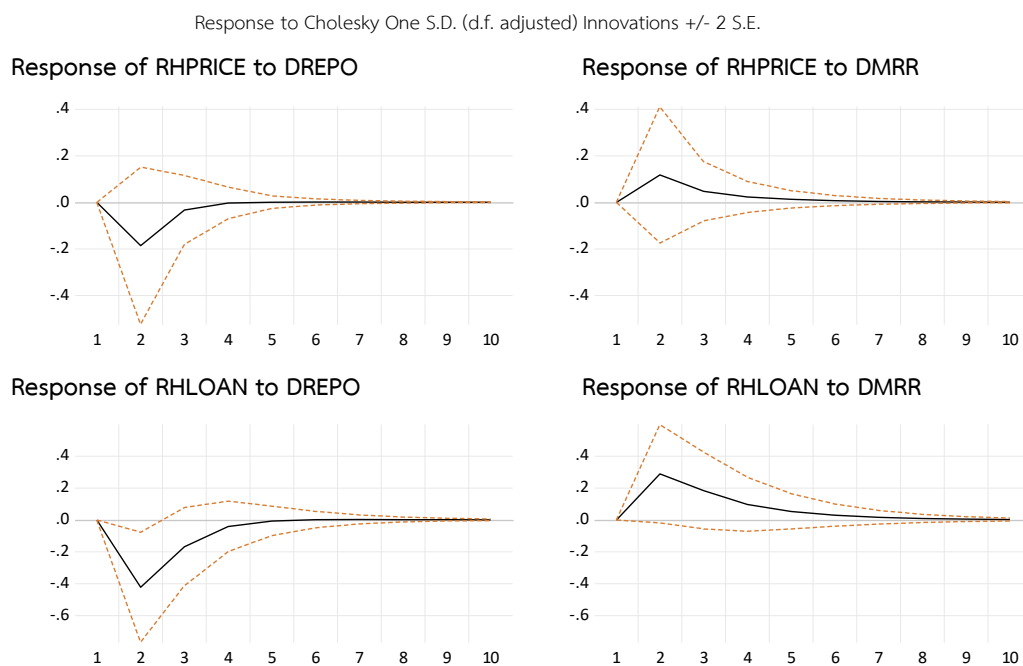 Response to Cholesky One S.D. (d.f. adjusted) Innovations +/- 2 S.E.
Response of RHPRICE to DREPO
.4
.2
.0
-.2
-.4
1 2 3 4 5 6 7 8 9 10
Response of RHPRICE to DMRR
.4
.2
.0
-.2
-.4
1 2 3 4 5 6 7 8 9 10
Response of RHLOAN to DREPO
.4
.2
.0
-.2
-.4
-.6
1 2 3 4 5 6 7 8 9 10
Response of RHLOAN to DMRR
.4
.2
.0
-.2
-.4
-.6
1 2 3 4 5 6 7 8 9 10